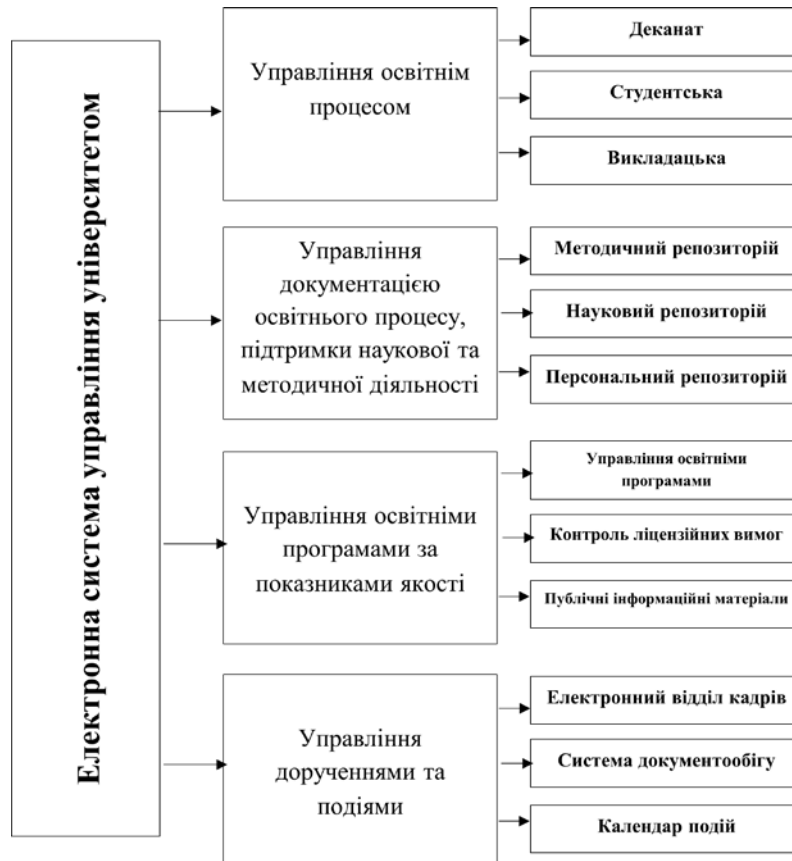 Електронна система управління університетом
Управління освітнім
процесом
Деканат
Студентська
Викладацька
Управління
документацією
освітнього процесу,
підтримки наукової та
методичної діяльності
Методичний репозиторій
Науковий репозиторій
Персональний репозиторій
Управління освітніми
програмами за
показниками якості
Управління освітніми
програмами
Контроль ліцензійних вимог
Публічні інформаційні матеріали
Управління
дорученнями та
подіями
Електронний відділ кадрів
Система документообігу
Календар подій